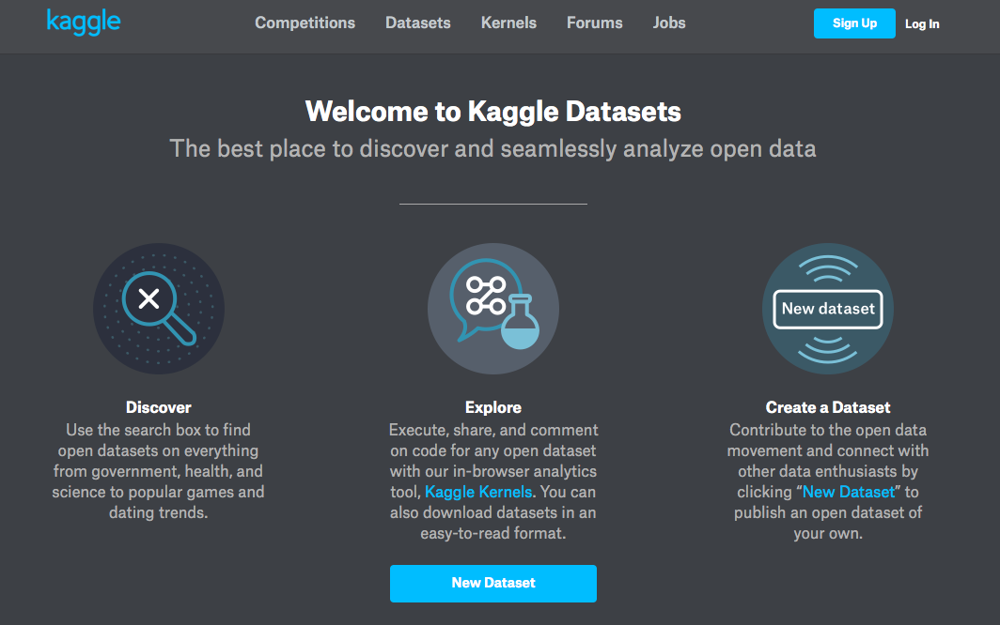 kaggle Competitions Datasets Kernels Forums Jobs Sign Up Log In
Welcome to Kaggle Datasets
The best place to discover and seamlessly analyze open data
New dataset
Discover
Use the search box to find
open datasets on everything
from government, health, and
science to popular games and
dating trends.
Explore
Execute, share, and comment
on code for any open dataset
with our in-browser analytics
tool, Kaggle Kernels. You can
also download datasets in an
easy-to-read format.
Create a Dataset
Contribute to the open data
movement and connect with
other data enthusiasts by
clicking “New Dataset” to
publish an open dataset of
your own.
New Dataset